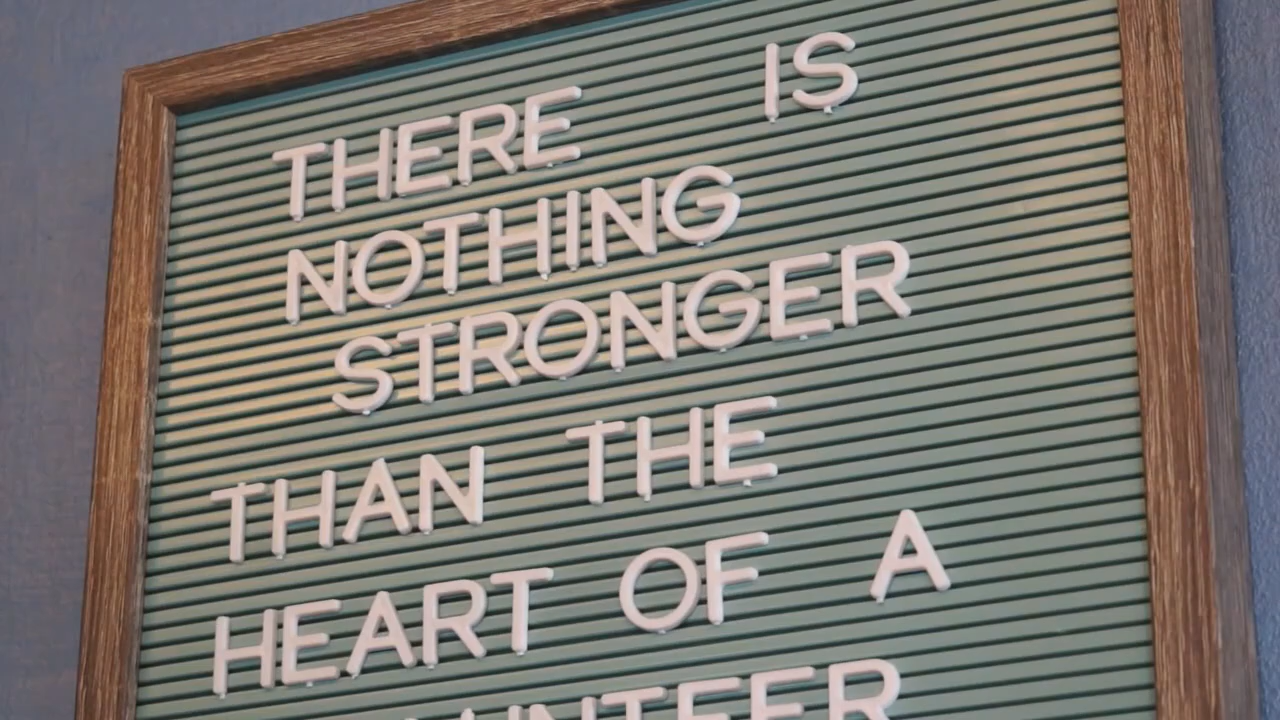 THERE IS
NOTHING
STRONGER
THAN THE
HEART OF A